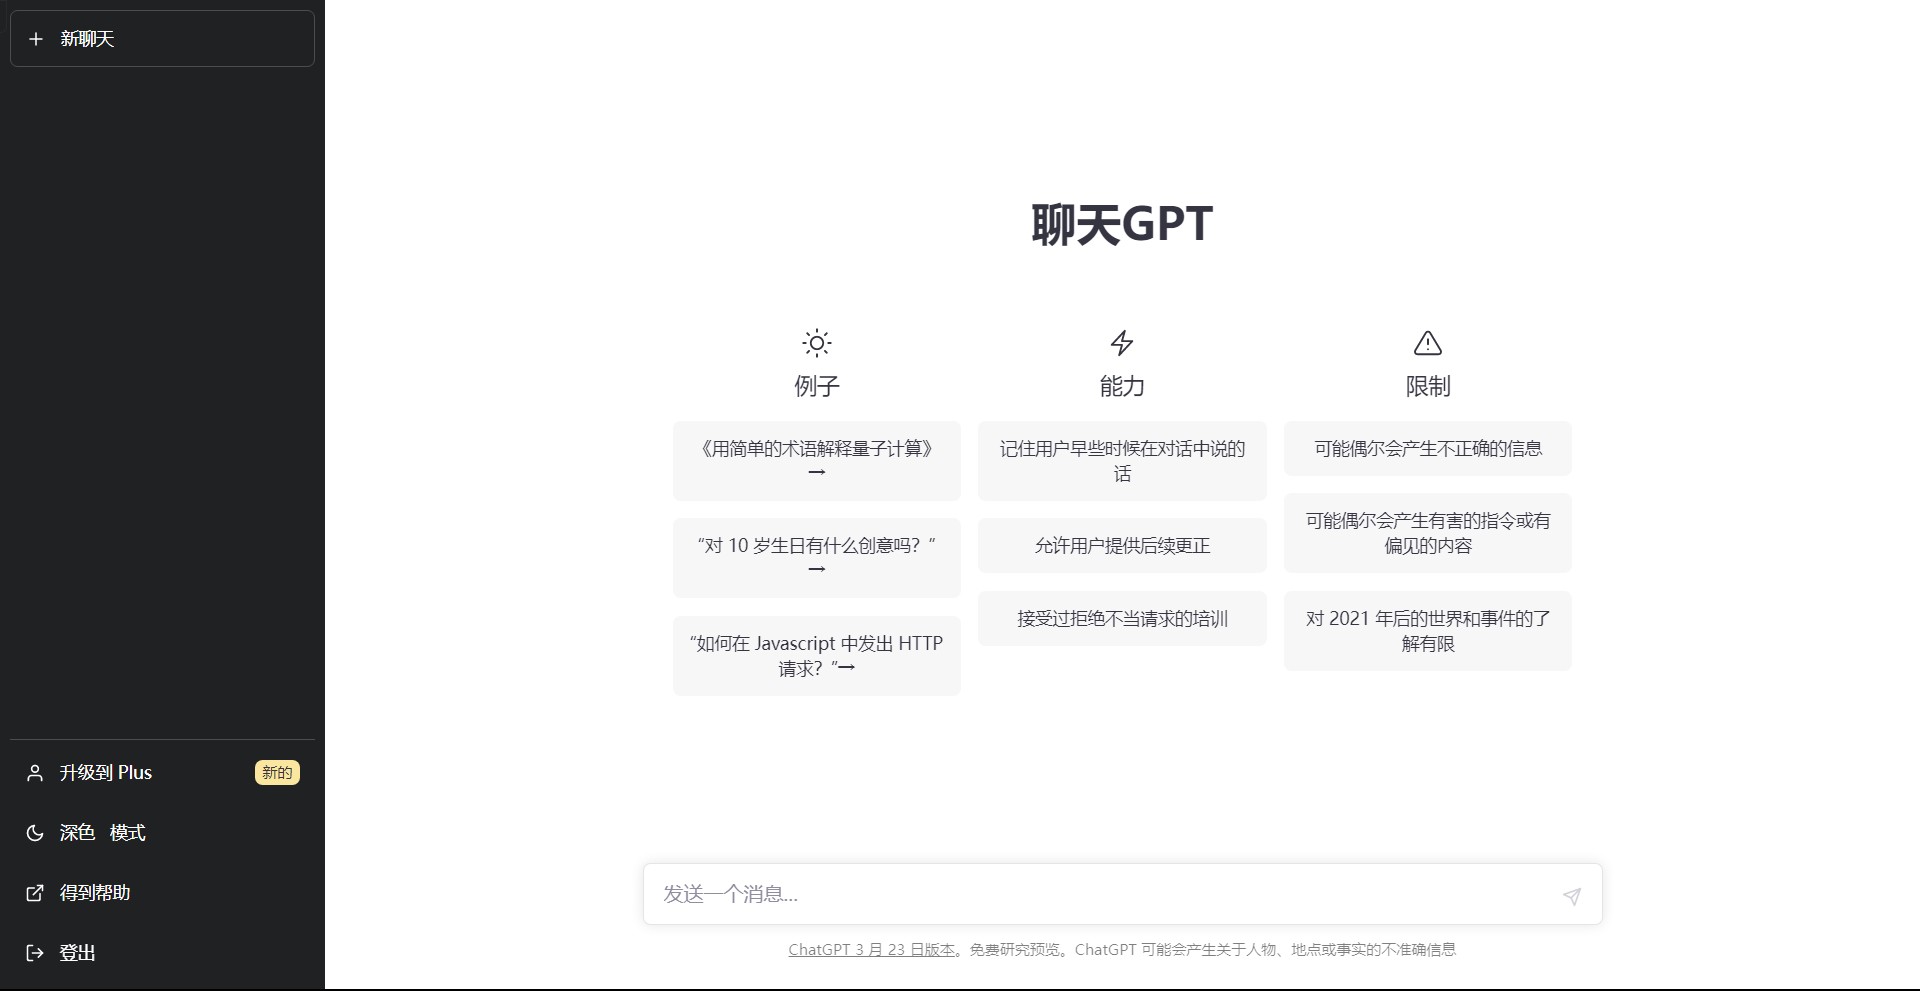 新聊天
升级到 Plus
新的
深色 模式
得到帮助
登出
聊天GPT
例子
《用简单的术语解释量子计算》
→
“对 10 岁生日有什么创意吗？”
→
“如何在 Javascript 中发出 HTTP
请求？”→
能力
记住用户早些时候在对话中说的
话
允许用户提供后续更正
接受过拒绝不当请求的培训
限制
可能偶尔会产生不正确的信息
可能偶尔会产生有害的指令或有
偏见的内容
对 2021 年后的世界和事件的了
解有限
发送一个消息...
ChatGPT 3 月 23 日版本。免费研究预览。ChatGPT 可能会产生关于人物、地点或事实的不准确信息